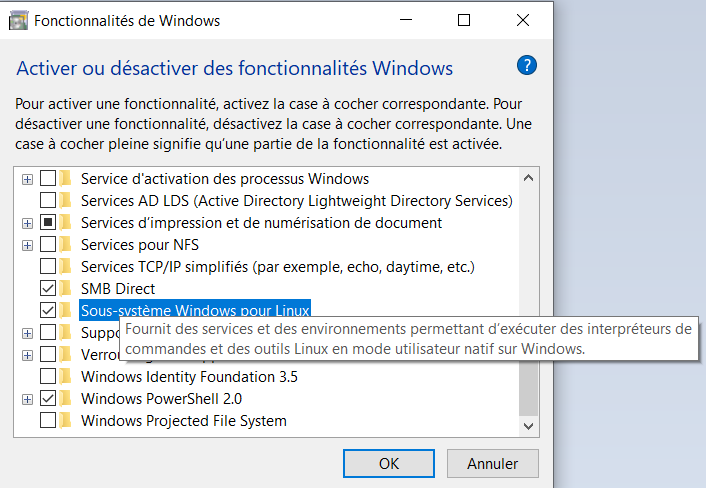 Fonctionnalités de Windows
Activer ou désactiver des fonctionnalités Windows
?
Pour activer une fonctionnalité, activez la case à cocher correspondante. Pour
désactiver une fonctionnalité, désactivez la case à cocher correspondante. Une
case à cocher pleine signifie qu'une partie de la fonctionnalité est activée.
Service d'activation des processus Windows
Services AD LDS (Active Directory Lightweight Directory Services)
Services d'impression et de numérisation de document
Services pour NFS
Services TCP/IP simplifiés (par exemple, echo, daytime, etc.)
SMB Direct
Sous-système Windows pour Linux
Fournit des services et des environnements permettant d'exécuter des interpréteurs de
commandes et des outils Linux en mode utilisateur natif sur Windows.
Windows Identity Foundation 3.5
Windows PowerShell 2.0
Windows Projected File System
OK
Annuler